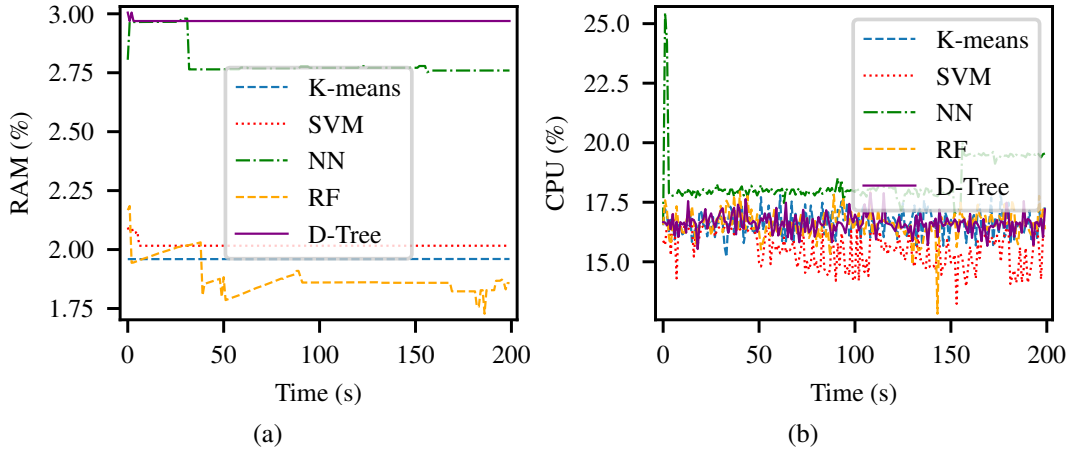 3.00
2.75
2.50
2.25
2.00
1.75
RAM (%)
K-means
SVM
NN
RF
D-Tree
0
50
100
150
200
Time (s)
(a)
25.0
22.5
20.0
17.5
15.0
CPU (%)
K-means
SVM
NN
RF
D-Tree
0
50
100
150
200
Time (s)
(b)